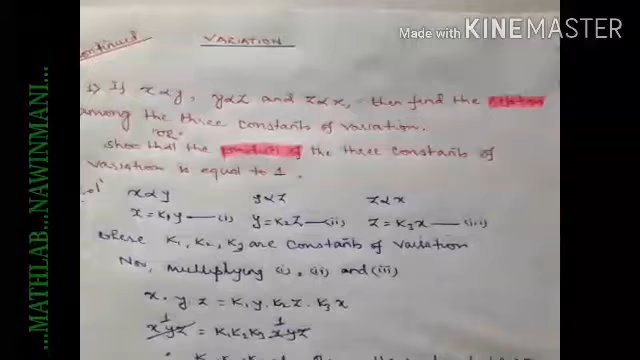 Made with KINEMASTER
Continued
VARIATION
1) If x α y, y α z and z α x, then find the relation
among the three constants of variation.
"OR"
show that the product of the three constants of
variation is equal to 1.
x α y y α z z α x
x = K₁y —(i) y = K₂z —(ii) z = K₃x —(iii)
where K₁, K₂, K₃ are constants of variation
Now, multiplying (i), (ii) and (iii)
x · y · z = K₁y · K₂z · K₃x
1 1
xyz = K₁K₂K₃ xyz
...MATHLAB...NAWINMANI...